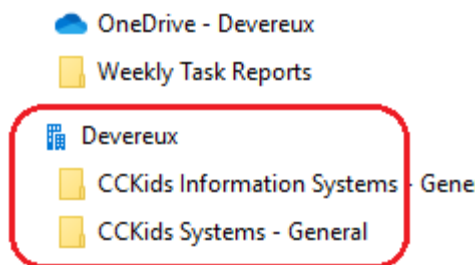 OneDrive - Devereux
Weekly Task Reports
Devereux
CCKids Information Systems - Gene
CCKids Systems - General